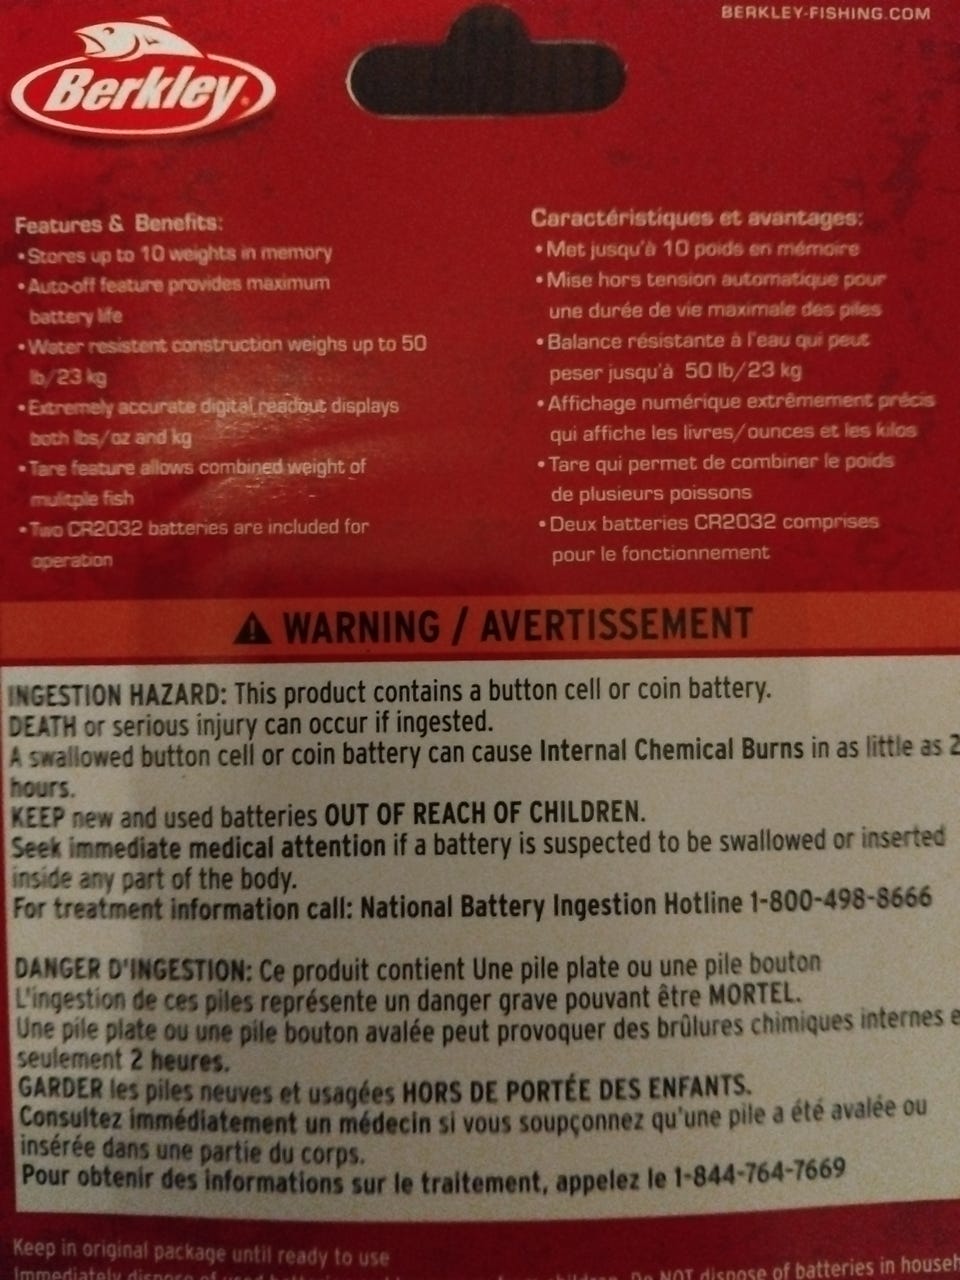 BERKLEY-FISHING.COM
Berkley
Features & Benefits:
• Stores up to 10 weights in memory
• Auto-off feature provides maximum
battery life
• Water resistent construction weighs up to 50
lb/23 kg
• Extremely accurate digital readout displays
both lbs/oz and kg
• Tare feature allows combined weight of
mulitple fish
• Two CR2032 batteries are included for
operation
Caractéristiques et avantages:
• Met jusqu'à 10 poids en mémoire
• Mise hors tension automatique pour
une durée de vie maximale des piles
• Balance résistante à l'eau qui peut
peser jusqu'à 50 lb/23 kg
• Affichage numérique extrêmement précis
qui affiche les livres/ounces et les kilos
• Tare qui permet de combiner le poids
de plusieurs poissons
• Deux batteries CR2032 comprises
pour le fonctionnement
WARNING / AVERTISSEMENT
INGESTION HAZARD: This product contains a button cell or coin battery.
DEATH or serious injury can occur if ingested.
A swallowed button cell or coin battery can cause Internal Chemical Burns in as little as 2
hours.
KEEP new and used batteries OUT OF REACH OF CHILDREN.
Seek immediate medical attention if a battery is suspected to be swallowed or inserted
inside any part of the body.
For treatment information call: National Battery Ingestion Hotline 1-800-498-8666
DANGER D'INGESTION: Ce produit contient Une pile plate ou une pile bouton
L'ingestion de ces piles représente un danger grave pouvant être MORTEL.
Une pile plate ou une pile bouton avalée peut provoquer des brûlures chimiques internes e
seulement 2 heures.
GARDER les piles neuves et usagées HORS DE PORTÉE DES ENFANTS.
Consultez immédiatement un médecin si vous soupçonnez qu'une pile a été avalée ou
insérée dans une partie du corps.
Pour obtenir des informations sur le traitement, appelez le 1-844-764-7669
Keep in original package until ready to use
Immediately dispose of used Do NOT dispose of batteries in househ